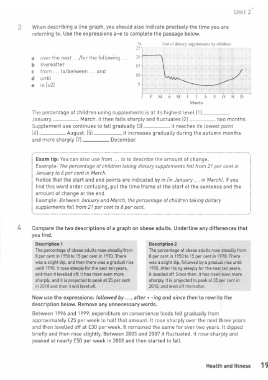 Unit 2
3 When describing a line graph, you should also indicate precisely the time you are
referring to. Use the expressions a–e to complete the passage below.
Use of dietary supplements by children
%
a over the next .../for the following ...
b thereafter
c from ... to/between ... and
d until
e in (x2)
J F M A M J J A S O N D
Months
The percentage of children using supplements is at its highest level (1)
January March. It then falls sharply and fluctuates (2) two months.
Supplement use continues to fall gradually (3) it reaches its lowest point
(4) August. (5) it increases gradually during the autumn months
and more sharply (7) December.
Exam tip: You can also use from ... to to describe the amount of change.
Example: The percentage of children taking dietary supplements fell from 21 per cent in
January to 8 per cent in March.
Notice that the start and end points are indicated by in (in January ... in March). If you
find this word order confusing, put the time frame at the start of the sentence and the
amount of change at the end.
Example: Between January and March, the percentage of children taking dietary
supplements fell from 21 per cent to 8 per cent.
4 Compare the two descriptions of a graph on obese adults. Underline any differences that
you find.
Description 1
The percentage of obese adults rose steadily from
8 per cent in 1950 to 15 per cent in 1970. There
was a slight dip, and then there was a gradual rise
until 1990. It rose steeply for the next ten years,
and then it levelled off. It has risen even more
sharply, and it is projected to peak at 35 per cent
in 2010 and then it will level off.
Description 2
The percentage of obese adults rose steadily from
8 per cent in 1950 to 15 per cent in 1970. There
was a slight dip, followed by a gradual rise until
1990. After rising steeply for the next ten years,
it levelled off. Since then, it has risen even more
sharply. It is projected to peak at 35 per cent in
2010, and level off thereafter.
Now use the expressions followed by ..., after + -ing and since then to rewrite the
description below. Remove any unnecessary words.
Between 1996 and 1999, expenditure on convenience foods fell gradually from
approximately £25 per week to half that amount. It rose sharply over the next three years
and then levelled off at £30 per week. It remained the same for over two years. It dipped
briefly and then rose slightly. Between 2005 and 2007 it fluctuated. It rose sharply and
peaked at nearly £50 per week in 2008 and then started to fall.
Health and fitness 19